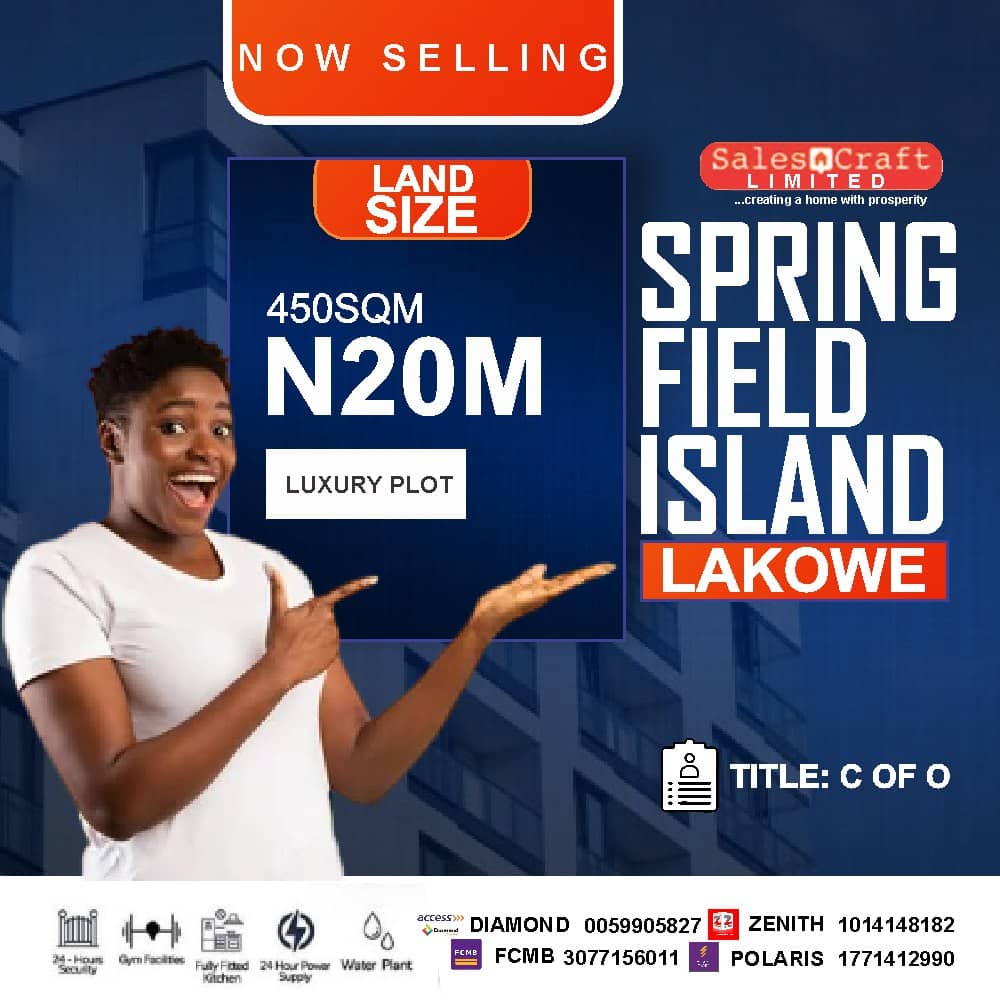 NOW SELLING
LAND
SIZE
450SQM
N20M
LUXURY PLOT
Sales Craft
LIMITED
...creating a home with prosperity
SPRING
FIELD
ISLAND
LAKOWE
TITLE: C OF O
24 - Hours
Security
Gym Facilities
Fully Fitted
Kitchen
24 Hour Power
Supply
Water Plant
access>>>
Diamond
DIAMOND 0059905827
ZENITH 1014148182
FCMB
FCMB 3077156011
POLARIS 1771412990